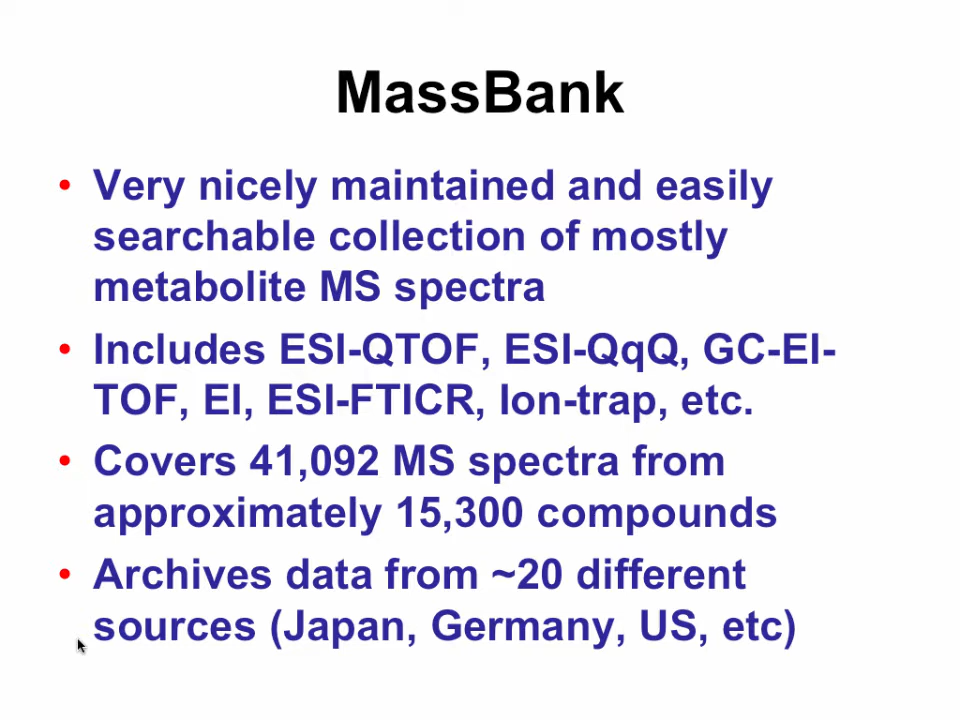 MassBank
• Very nicely maintained and easily
searchable collection of mostly
metabolite MS spectra
• Includes ESI-QTOF, ESI-QqQ, GC-EI-
TOF, EI, ESI-FTICR, Ion-trap, etc.
• Covers 41,092 MS spectra from
approximately 15,300 compounds
• Archives data from ~20 different
sources (Japan, Germany, US, etc)